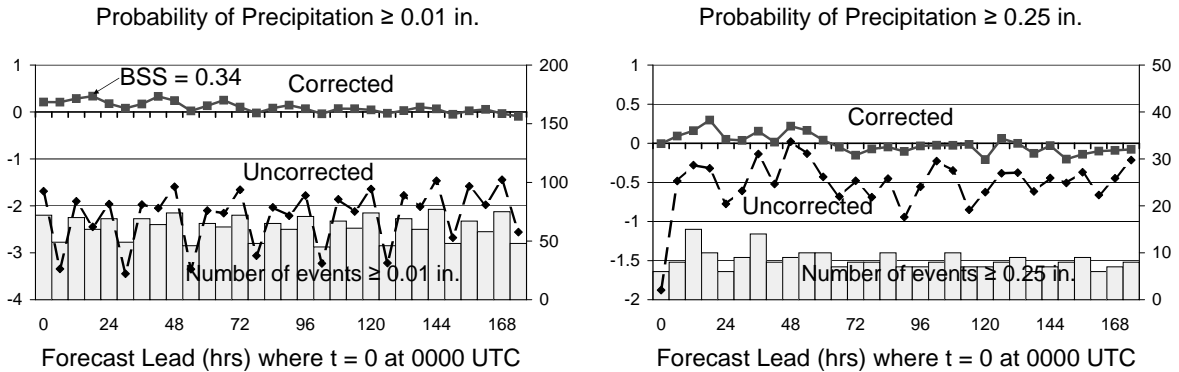 Probability of Precipitation ≥ 0.01 in.
1
0
-1
-2
-3
-4
200
150
100
50
0
BSS = 0.34
Corrected
Uncorrected
Number of events ≥ 0.01 in.
0 24 48 72 96 120 144 168
Forecast Lead (hrs) where t = 0 at 0000 UTC
Probability of Precipitation ≥ 0.25 in.
1
0.5
0
-0.5
-1
-1.5
-2
50
40
30
20
10
0
Corrected
Uncorrected
Number of events ≥ 0.25 in.
0 24 48 72 96 120 144 168
Forecast Lead (hrs) where t = 0 at 0000 UTC